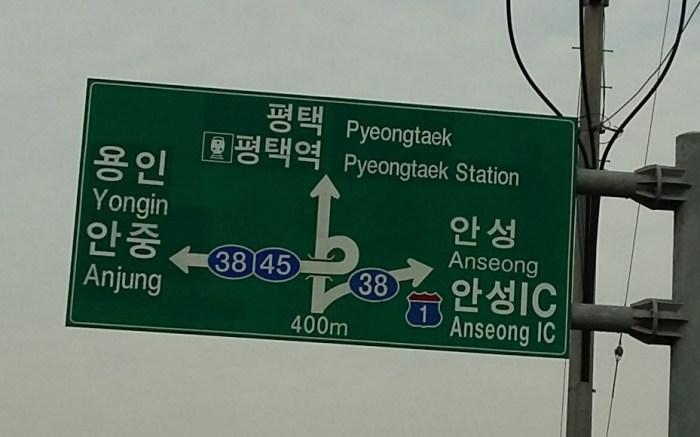 평택 Pyeongtaek
평택역 Pyeongtaek Station
용인
Yongin
안중
Anjung
38 45
38
안성
Anseong
안성IC
1 Anseong IC
400m